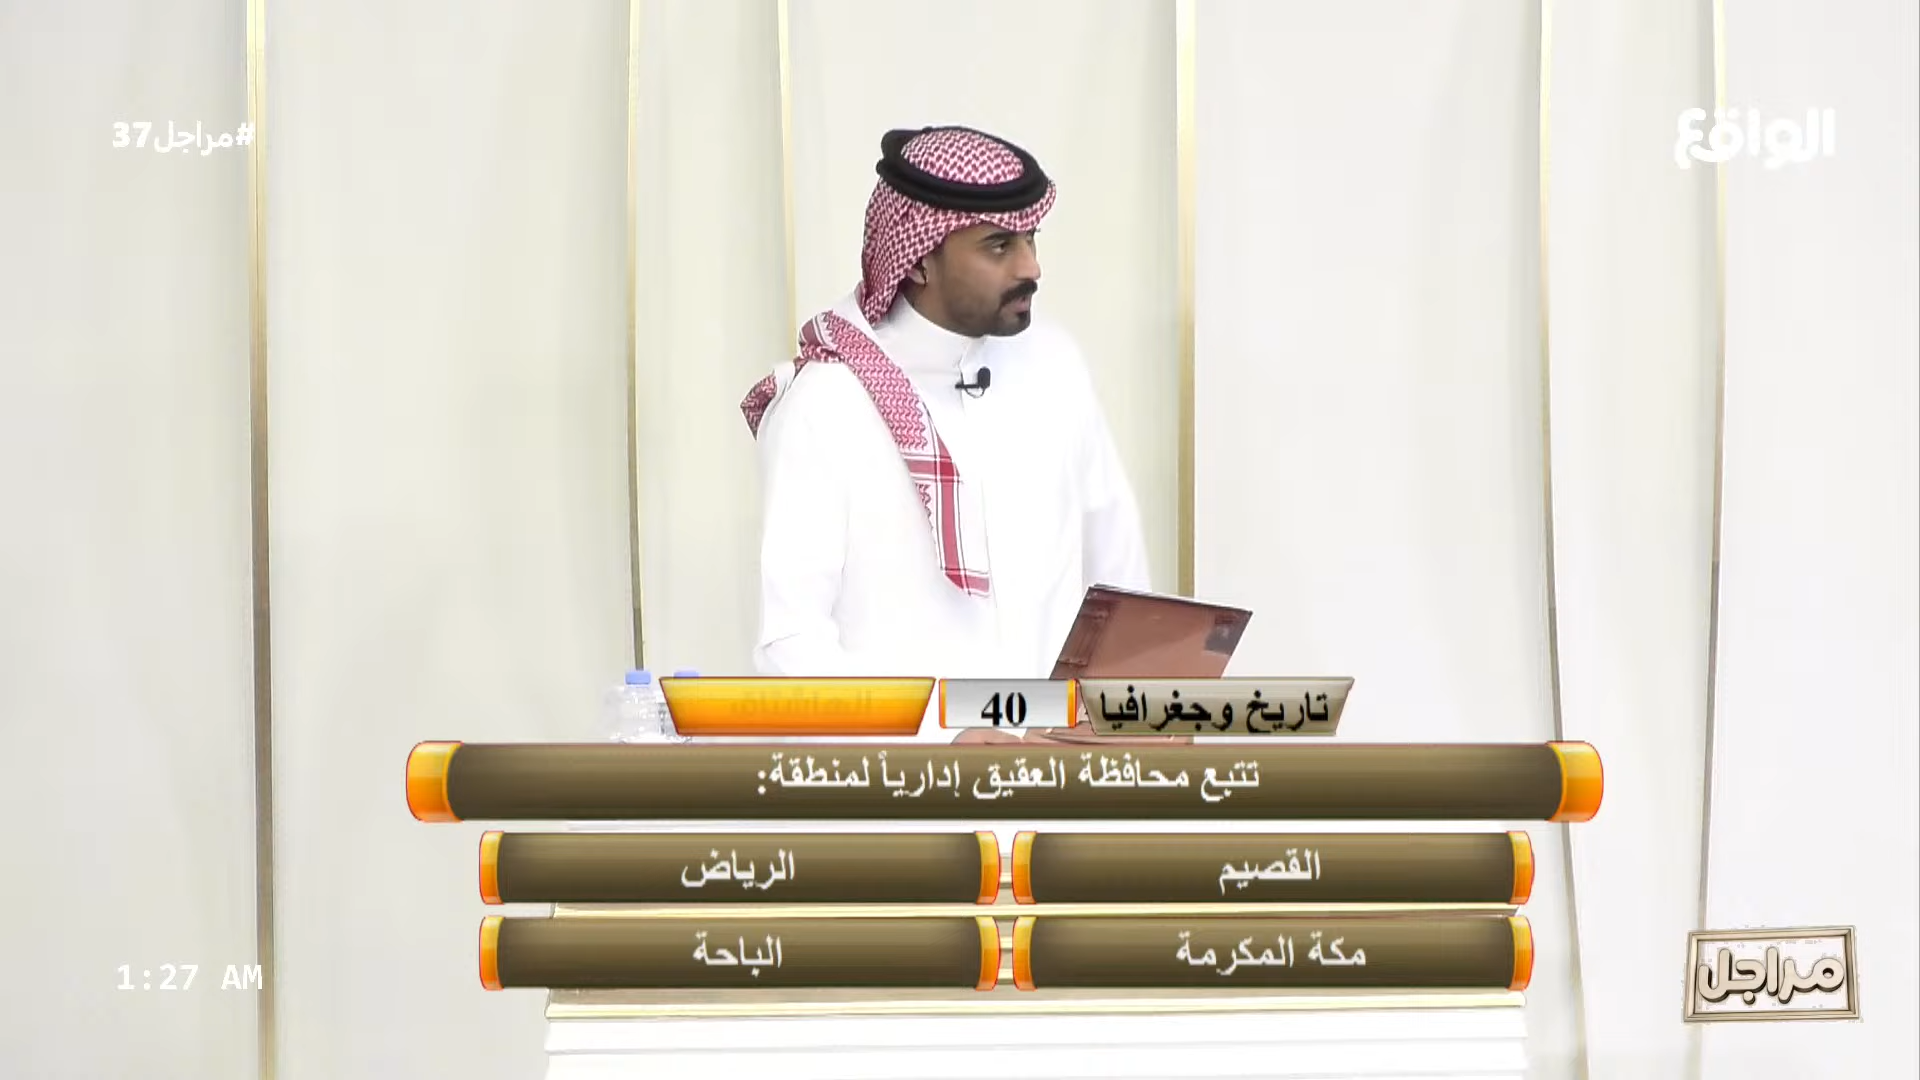 #مراجل37
الواقع
تاريخ وجغرافيا
40
تتبع محافظة العقيق إدارياً لمنطقة:
القصيم
الرياض
مكة المكرمة
الباحة
1:27 AM
مراجل